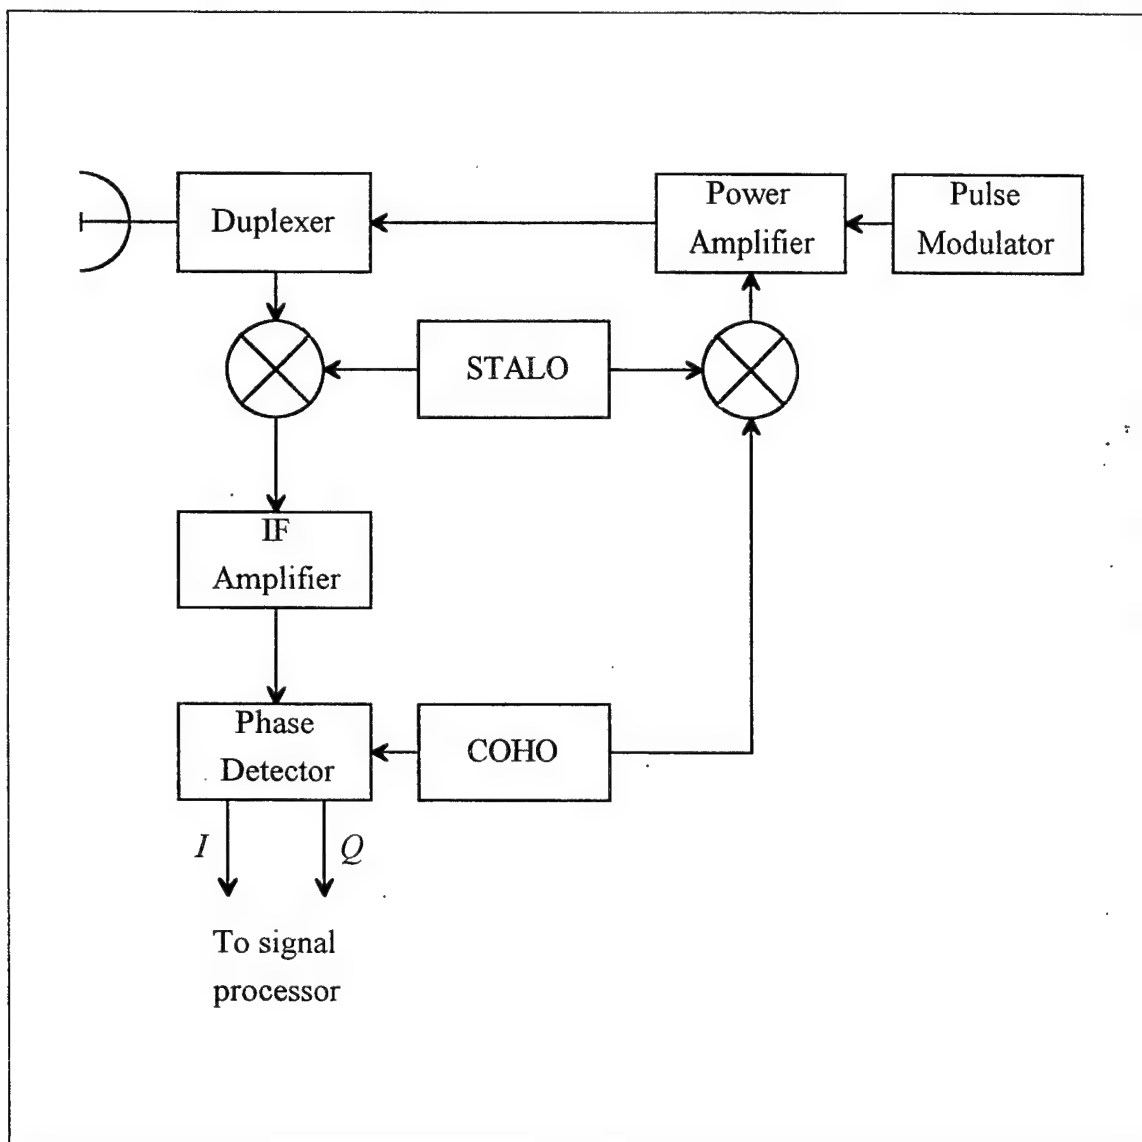 Duplexer
Power
Amplifier
Pulse
Modulator
STALO
IF
Amplifier
Phase
Detector
COHO
I
Q
To signal
processor